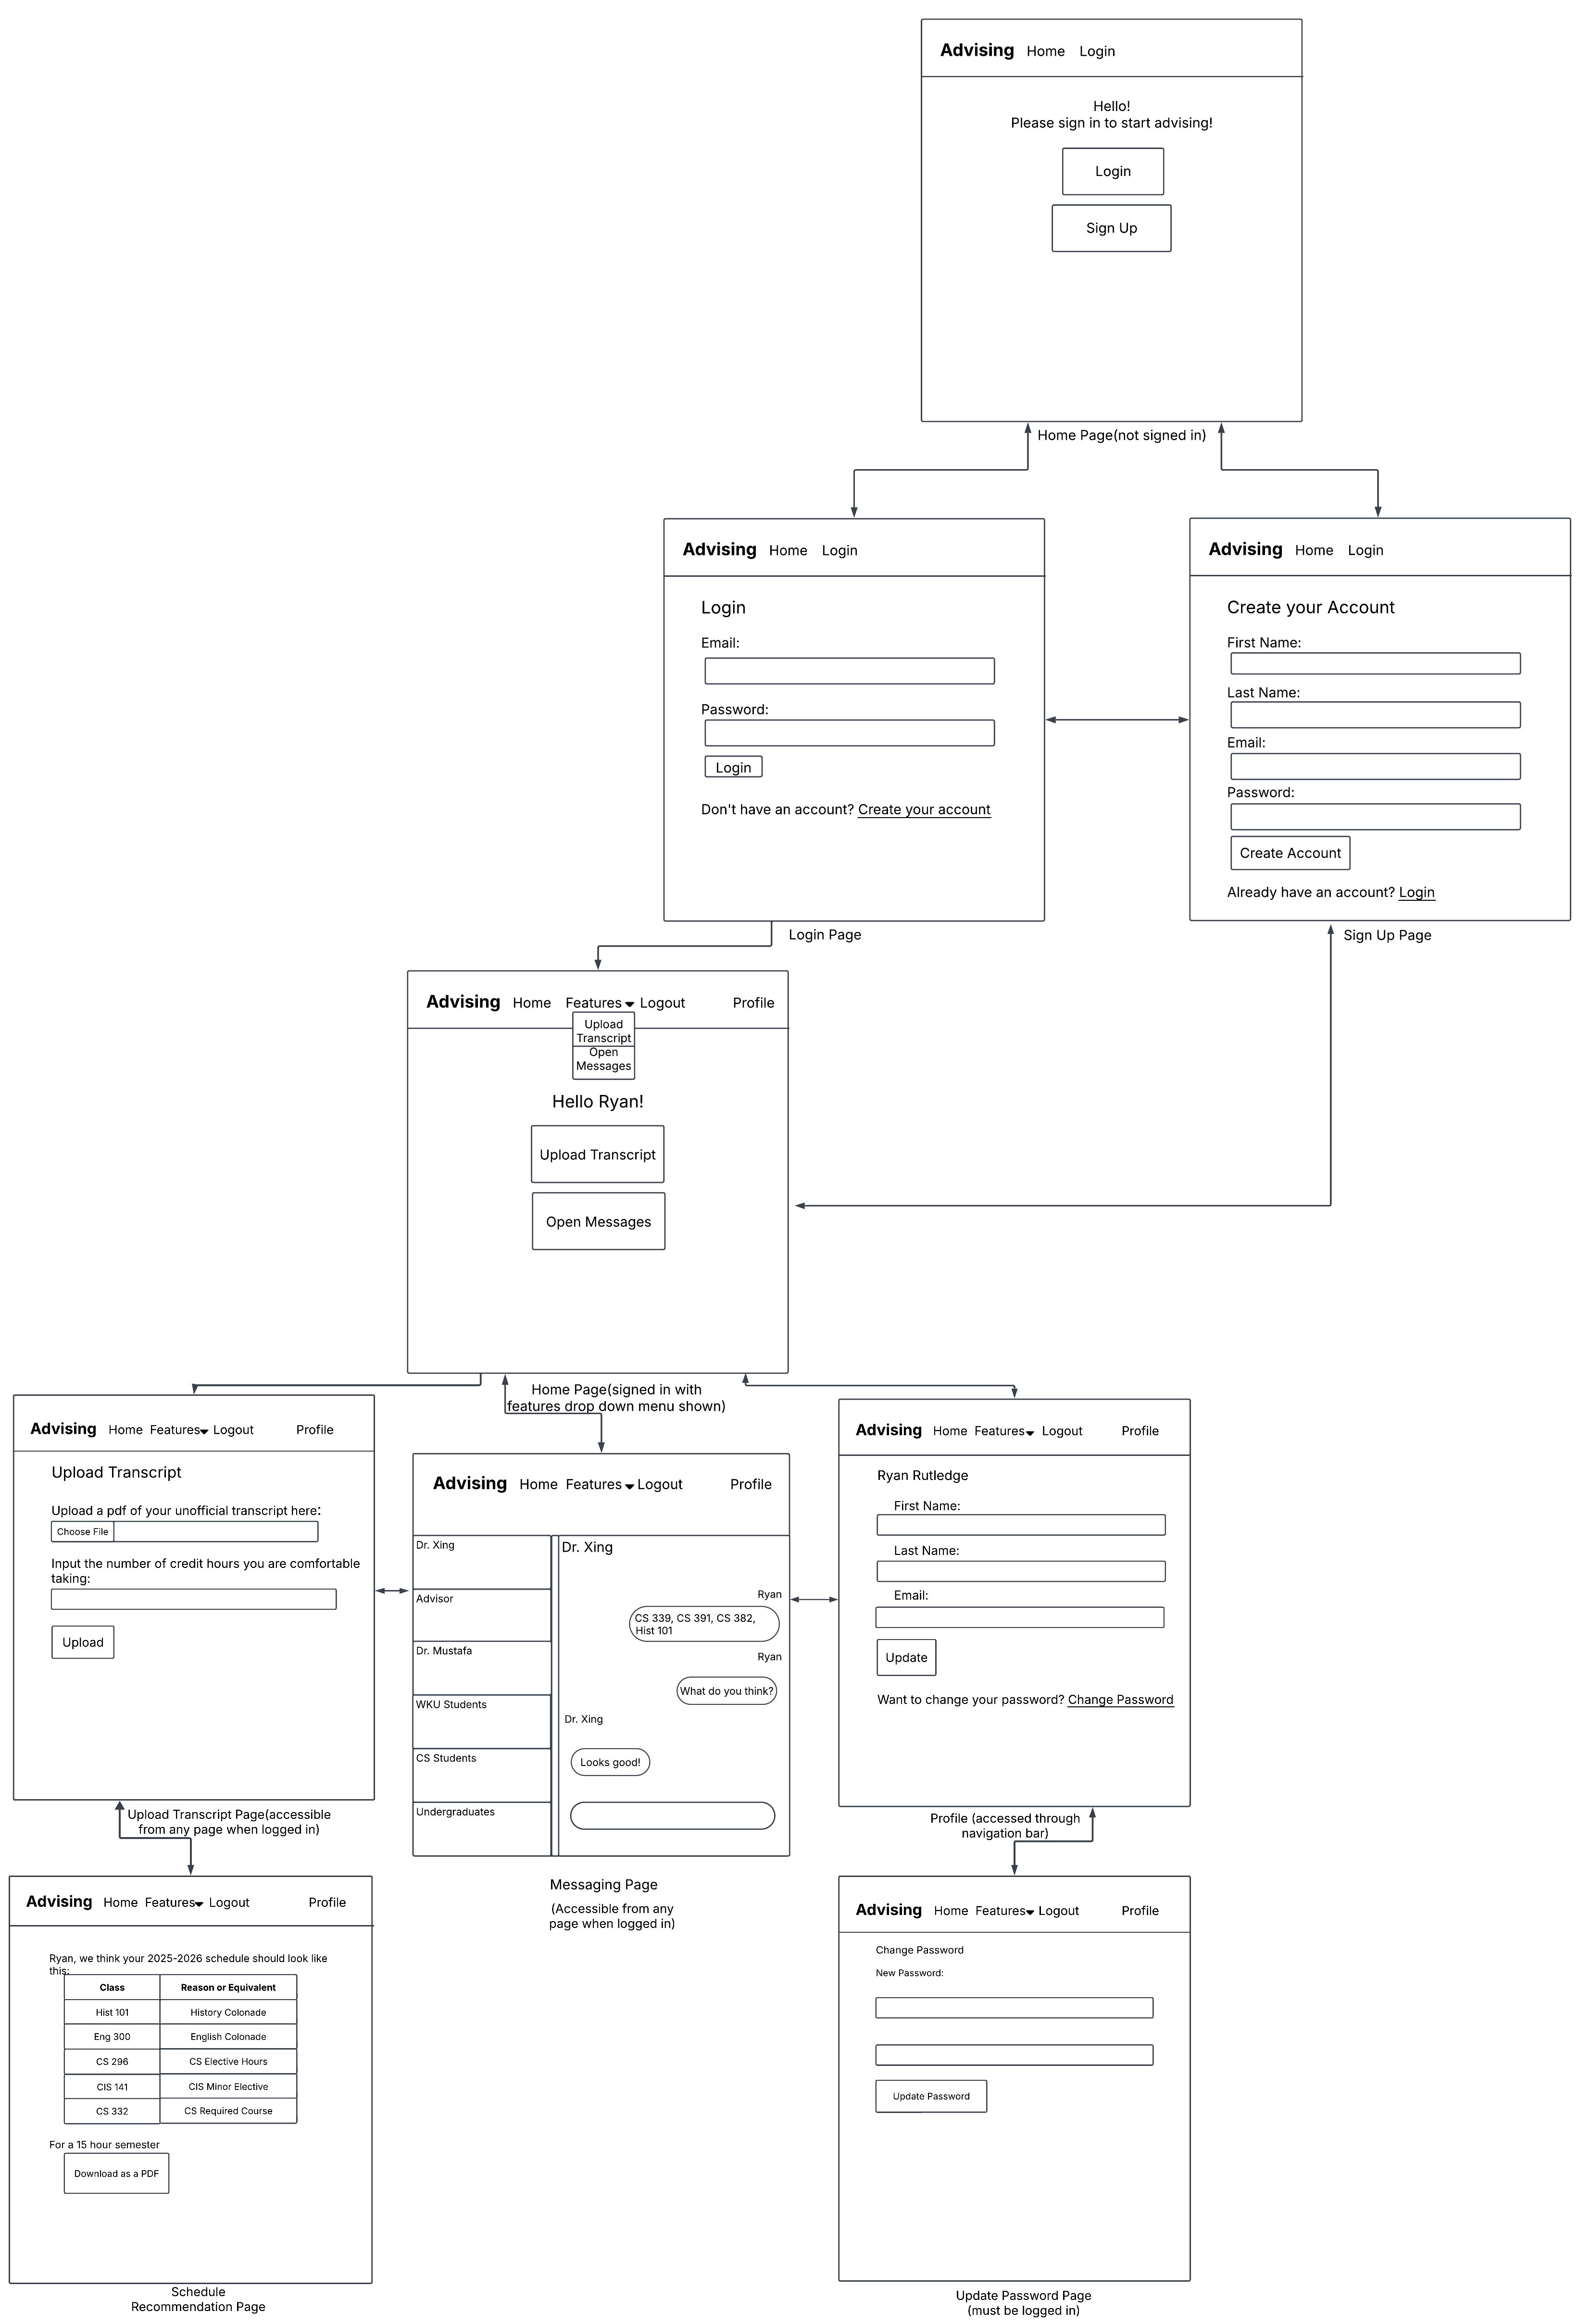 Advising Home Login
Hello!
Please sign in to start advising!
Login
Sign Up
Home Page(not signed in)
Advising Home Login
Login
Email:
Password:
Login
Don't have an account? Create your account
Login Page
Advising Home Login
Create your Account
First Name:
Last Name:
Email:
Password:
Create Account
Already have an account? Login
Sign Up Page
Advising Home Features Logout Profile
Upload
Transcript
Open
Messages
Hello Ryan!
Upload Transcript
Open Messages
Home Page(signed in with
features drop down menu shown)
Advising Home Features Logout Profile
Upload Transcript
Upload a pdf of your unofficial transcript here:
Choose File
Input the number of credit hours you are comfortable
taking:
Upload
Upload Transcript Page(accessible
from any page when logged in)
Advising Home Features Logout Profile
Dr. Xing
Advisor
Dr. Mustafa
WKU Students
CS Students
Undergraduates
Dr. Xing
Ryan
CS 339, CS 391, CS 382,
Hist 101
Ryan
What do you think?
Dr. Xing
Looks good!
Messaging Page
(Accessible from any
page when logged in)
Advising Home Features Logout Profile
Ryan Rutledge
First Name:
Last Name:
Email:
Update
Want to change your password? Change Password
Profile (accessed through
navigation bar)
Advising Home Features Logout Profile
Ryan, we think your 2025-2026 schedule should look like
this:
Class Reason or Equivalent
Hist 101 History Colonade
Eng 300 English Colonade
CS 296 CS Elective Hours
CIS 141 CIS Minor Elective
CS 332 CS Required Course
For a 15 hour semester
Download as a PDF
Schedule
Recommendation Page
Advising Home Features Logout Profile
Change Password
New Password:
Update Password
Update Password Page
(must be logged in)